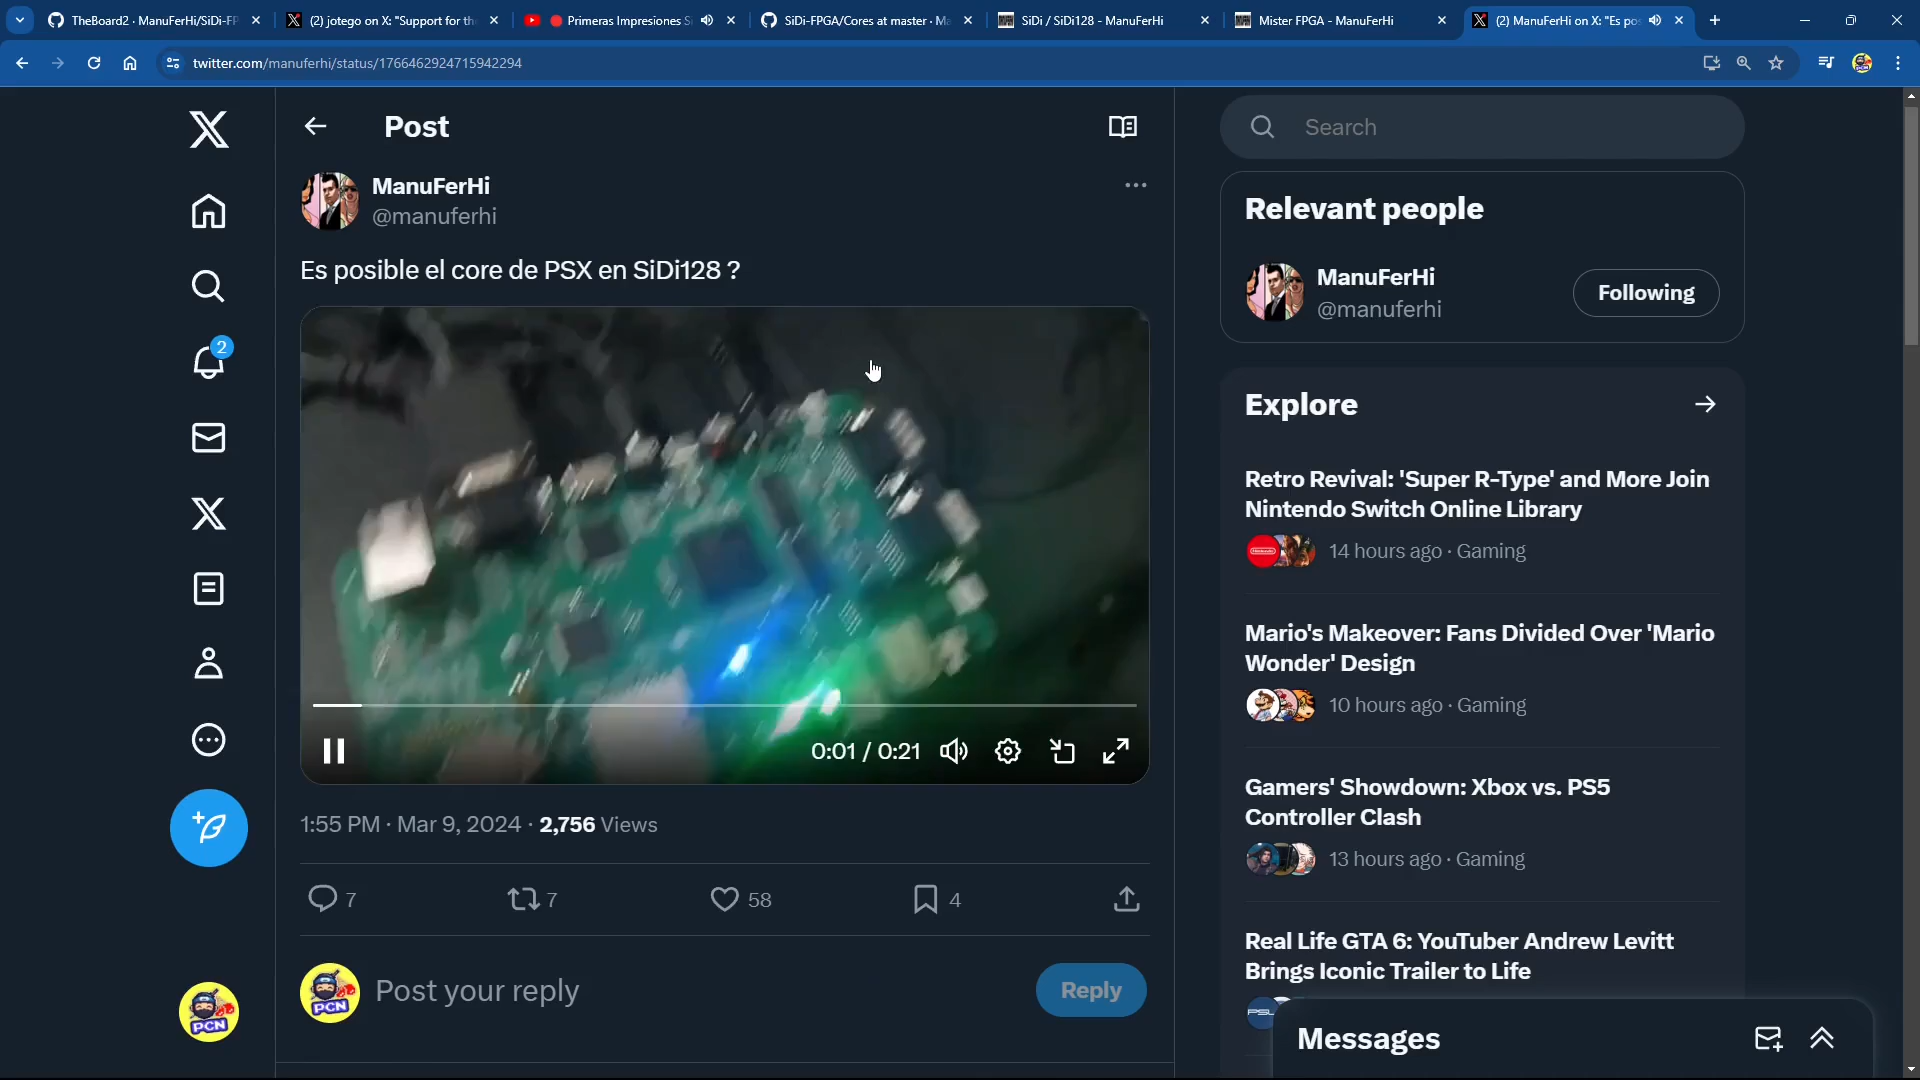 TheBoard2 · ManuFerHi/SiDi-FP
(2) jotego on X: "Support for the
Primeras Impresiones S
SiDi-FPGA/Cores at master · Ma
SiDi / SiDi128 - ManuFerHi
Mister FPGA - ManuFerHi
(2) ManuFerHi on X: "Es pos
twitter.com/manuferhi/status/1766462924715942294
Post
Search
ManuFerHi
@manuferhi
Es posible el core de PSX en SiDi128 ?
0:01 / 0:21
1:55 PM · Mar 9, 2024 · 2,756 Views
7
7
58
4
PCN
Post your reply
Reply
2
PCN
Relevant people
ManuFerHi
@manuferhi
Following
Explore
Retro Revival: 'Super R-Type' and More Join
Nintendo Switch Online Library
14 hours ago · Gaming
Mario's Makeover: Fans Divided Over 'Mario
Wonder' Design
10 hours ago · Gaming
Gamers' Showdown: Xbox vs. PS5
Controller Clash
13 hours ago · Gaming
Real Life GTA 6: YouTuber Andrew Levitt
Brings Iconic Trailer to Life
Messages